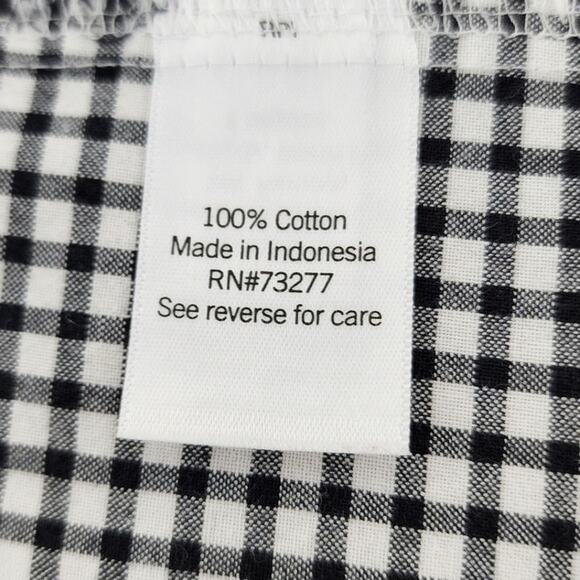 100% Cotton
Made in Indonesia
RN#73277
See reverse for care